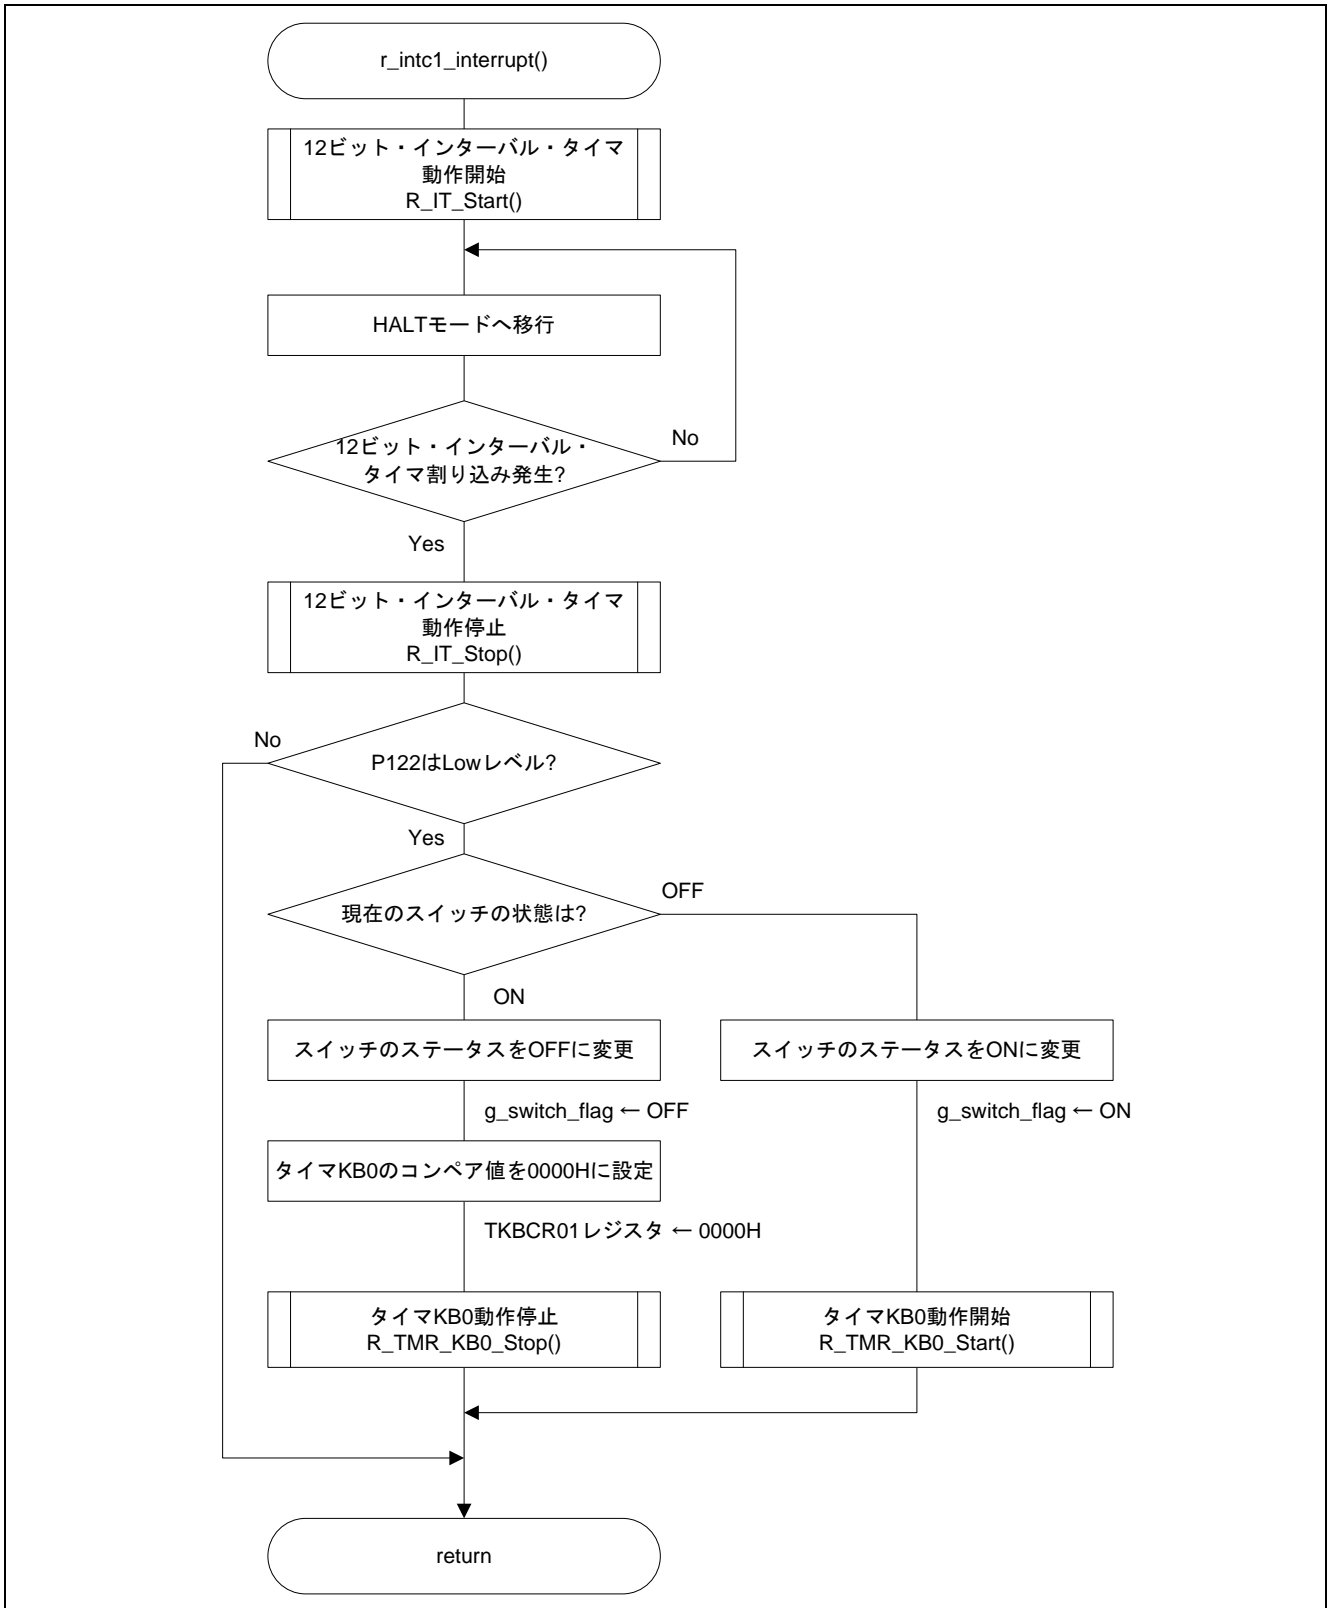 r_intc1_interrupt()
12ビット・インターバル・タイマ
動作開始
R_IT_Start()
HALTモードへ移行
12ビット・インターバル・
タイマ割り込み発生?
No
Yes
12ビット・インターバル・タイマ
動作停止
R_IT_Stop()
No
P122はLowレベル?
Yes
OFF
現在のスイッチの状態は?
ON
スイッチのステータスをOFFに変更
スイッチのステータスをONに変更
g_switch_flag ← OFF
g_switch_flag ← ON
タイマKB0のコンペア値を0000Hに設定
TKBCR01レジスタ ← 0000H
タイマKB0動作停止
R_TMR_KB0_Stop()
タイマKB0動作開始
R_TMR_KB0_Start()
return